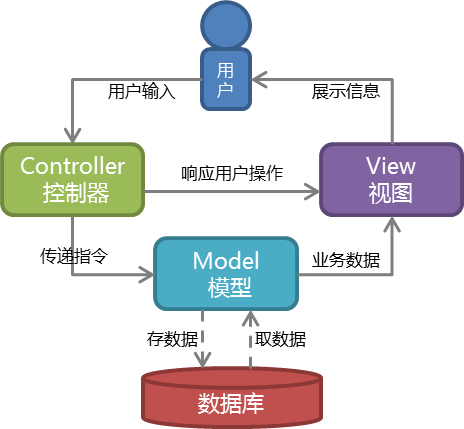 用
户
用户输入
展示信息
Controller
控制器
响应用户操作
View
视图
传递指令
Model
模型
业务数据
存数据
取数据
数据库